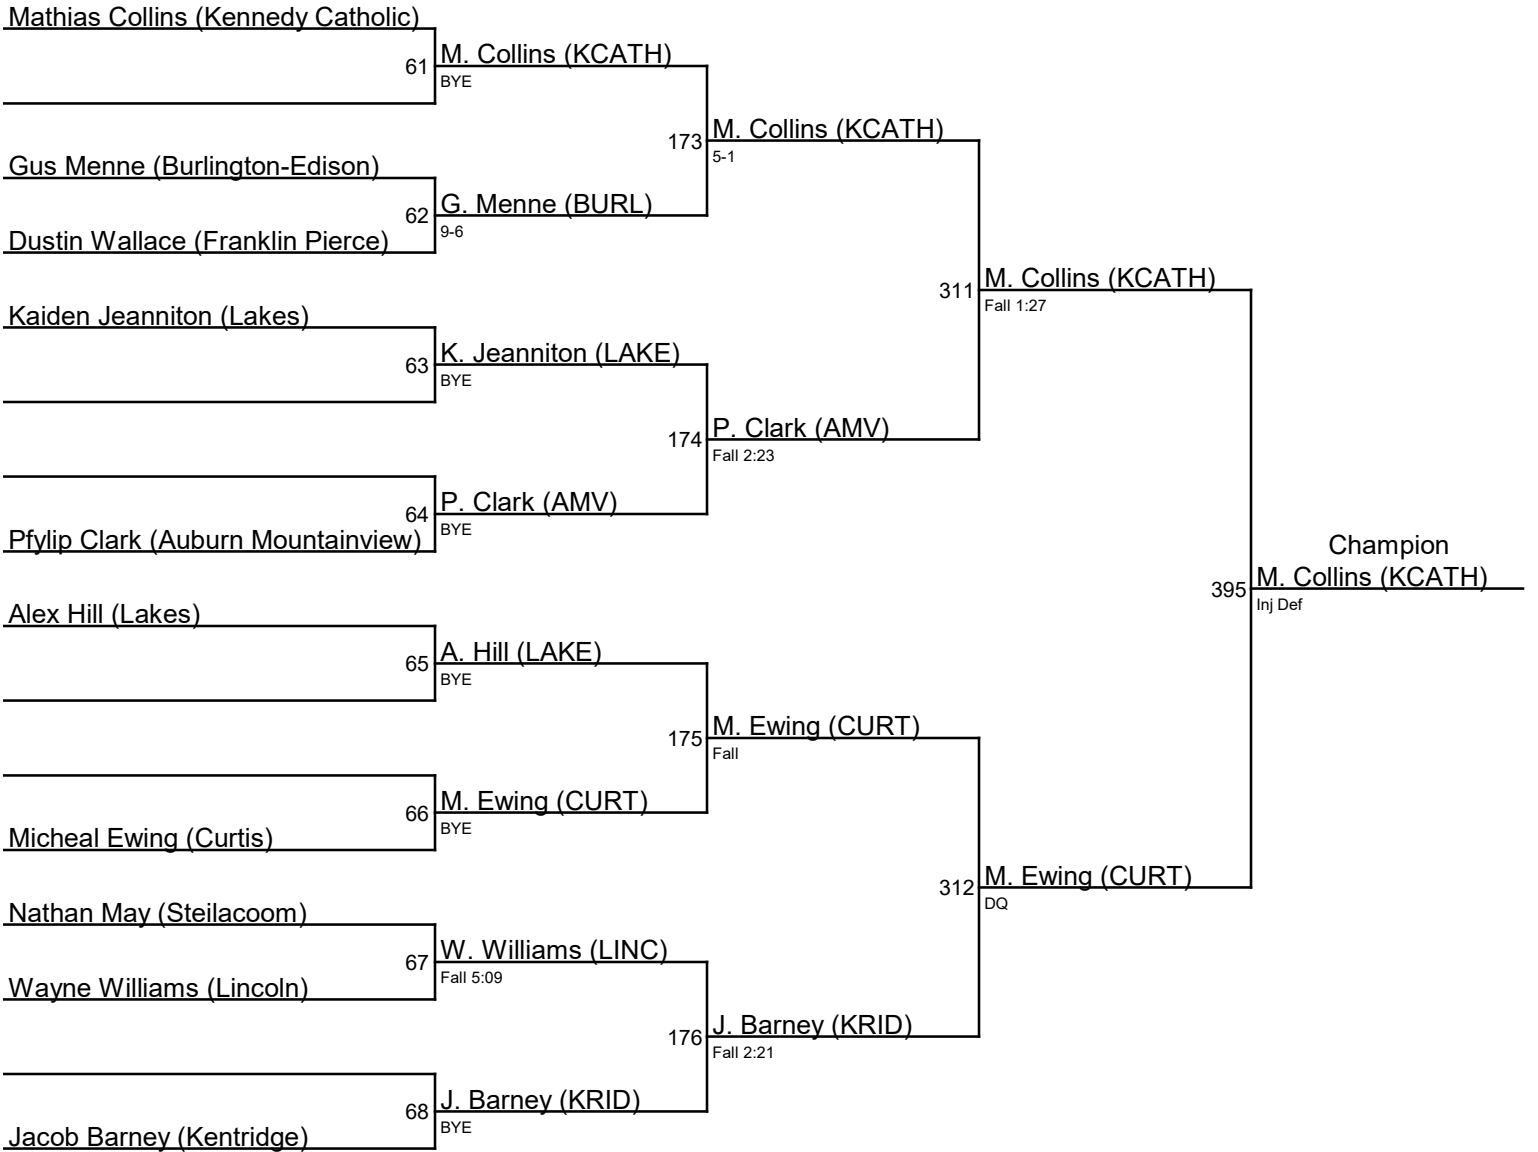 Mathias Collins (Kennedy Catholic)
61
M. Collins (KCATH)
BYE
173
M. Collins (KCATH)
5-1
Gus Menne (Burlington-Edison)
62
G. Menne (BURL)
9-6
Dustin Wallace (Franklin Pierce)
311
M. Collins (KCATH)
Fall 1:27
Kaiden Jeanniton (Lakes)
63
K. Jeanniton (LAKE)
BYE
174
P. Clark (AMV)
Fall 2:23
64
P. Clark (AMV)
BYE
Pfylip Clark (Auburn Mountainview)
Champion
395
M. Collins (KCATH)
Inj Def
Alex Hill (Lakes)
65
A. Hill (LAKE)
BYE
175
M. Ewing (CURT)
Fall
66
M. Ewing (CURT)
BYE
Micheal Ewing (Curtis)
312
M. Ewing (CURT)
DQ
Nathan May (Steilacoom)
67
W. Williams (LINC)
Fall 5:09
Wayne Williams (Lincoln)
176
J. Barney (KRID)
Fall 2:21
68
J. Barney (KRID)
BYE
Jacob Barney (Kentridge)